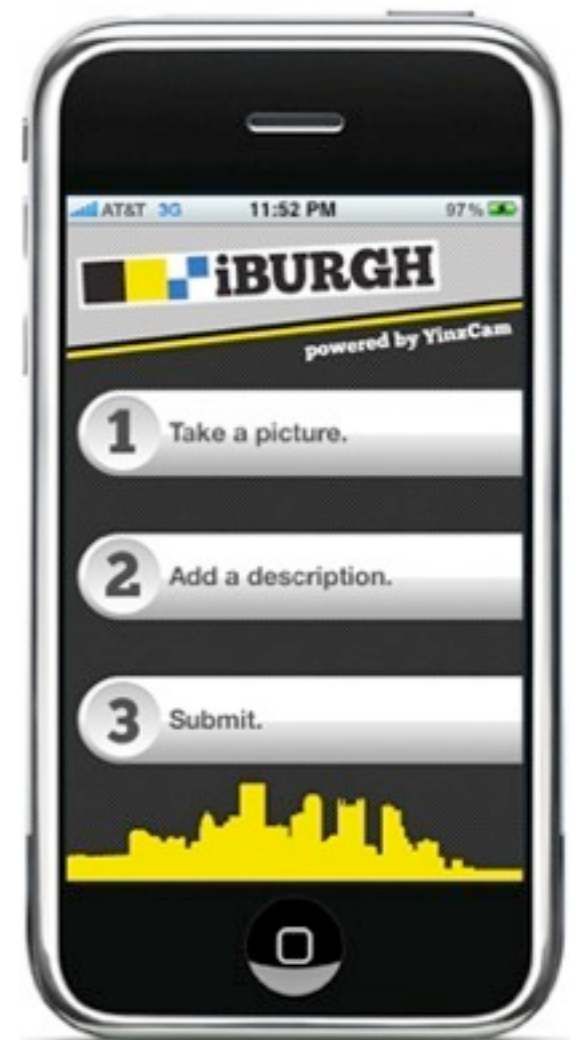 AT&T 3G 11:52 PM 97%
iBURGH
powered by YinzCam
1 Take a picture.
2 Add a description.
3 Submit.